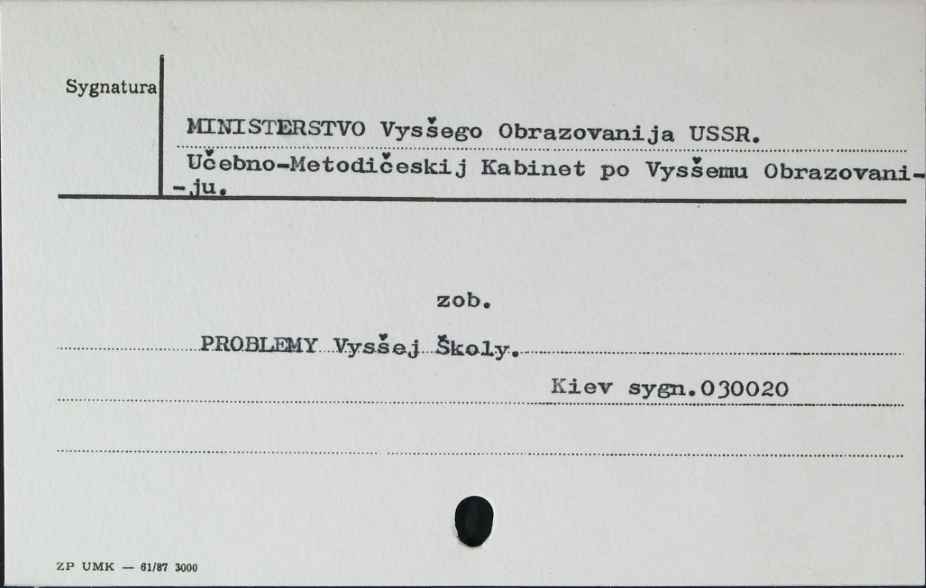 Sygnatura
MINISTERSTVO Vysšego Obrazovanija USSR.
Učebno-Metodičeskij Kabinet po Vysšemu Obrazovani-
-ju.
zob.
PROBLEMY Vysšej Školy.
Kiev sygn.030020
ZP UMK — 61/87 3000